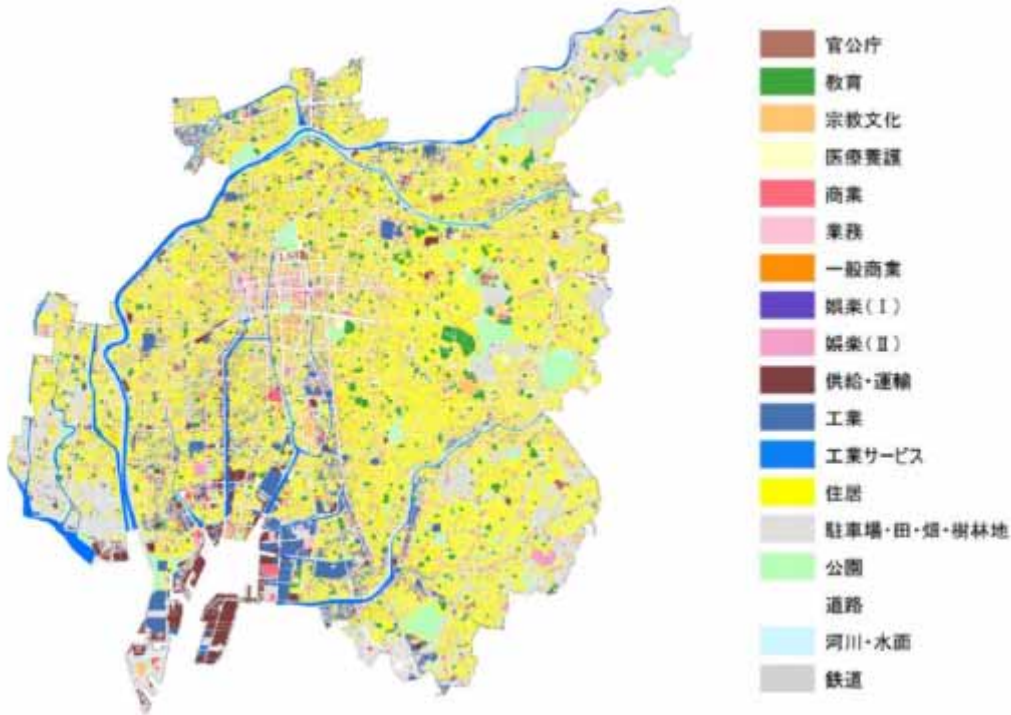 官公庁
教育
宗教文化
医療養護
商業
業務
一般商業
娯楽(Ⅰ)
娯楽(Ⅱ)
供給・運輸
工業
工業サービス
住居
駐車場・田・畑・樹林地
公園
道路
河川・水面
鉄道